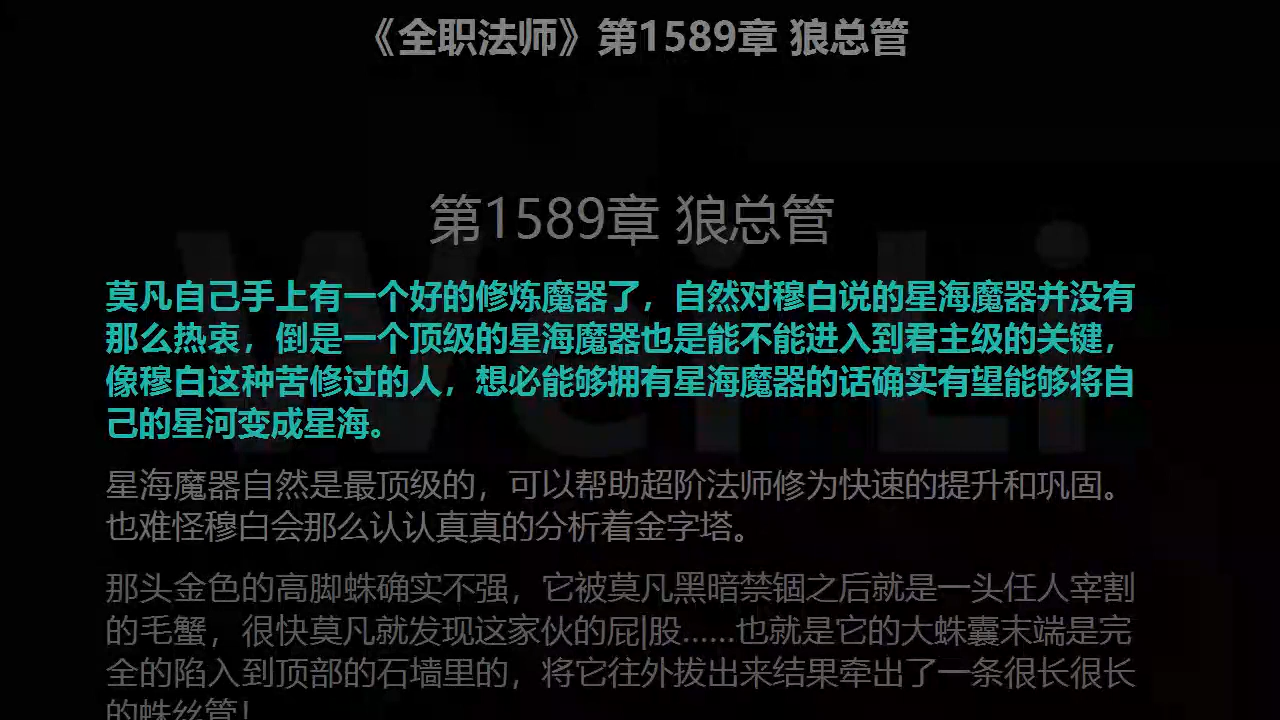 《全职法师》第1589章 狼总管
第1589章 狼总管
Wei Li
莫凡自己手上有一个好的修炼魔器了，自然对穆白说的星海魔器并没有
那么热衷，倒是一个顶级的星海魔器也是能不能进入到君主级的关键，
像穆白这种苦修过的人，想必能够拥有星海魔器的话确实有望能够将自
己的星河变成星海。
星海魔器自然是最顶级的，可以帮助超阶法师修为快速的提升和巩固。
也难怪穆白会那么认认真真的分析着金字塔。
那头金色的高脚蛛确实不强，它被莫凡黑暗禁锢之后就是一头任人宰割
的毛蟹，很快莫凡就发现这家伙的屁|股......也就是它的大蛛囊末端是完
全的陷入到顶部的石墙里的，将它往外拔出来结果牵出了一条很长很长
的蛛丝管！